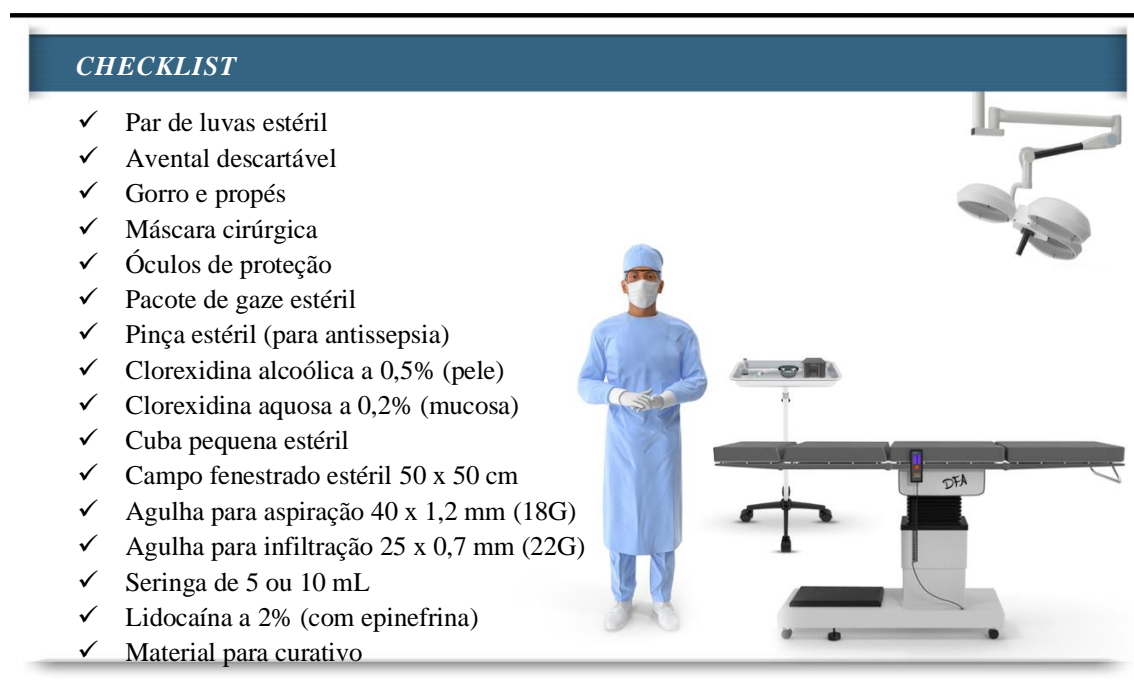 CHECKLIST
✓ Par de luvas estéril
✓ Avental descartável
✓ Gorro e propés
✓ Máscara cirúrgica
✓ Óculos de proteção
✓ Pacote de gaze estéril
✓ Pinça estéril (para antissepsia)
✓ Clorexidina alcoólica a 0,5% (pele)
✓ Clorexidina aquosa a 0,2% (mucosa)
✓ Cuba pequena estéril
✓ Campo fenestrado estéril 50 x 50 cm
✓ Agulha para aspiração 40 x 1,2 mm (18G)
✓ Agulha para infiltração 25 x 0,7 mm (22G)
✓ Seringa de 5 ou 10 mL
✓ Lidocaína a 2% (com epinefrina)
✓ Material para curativo
DFA